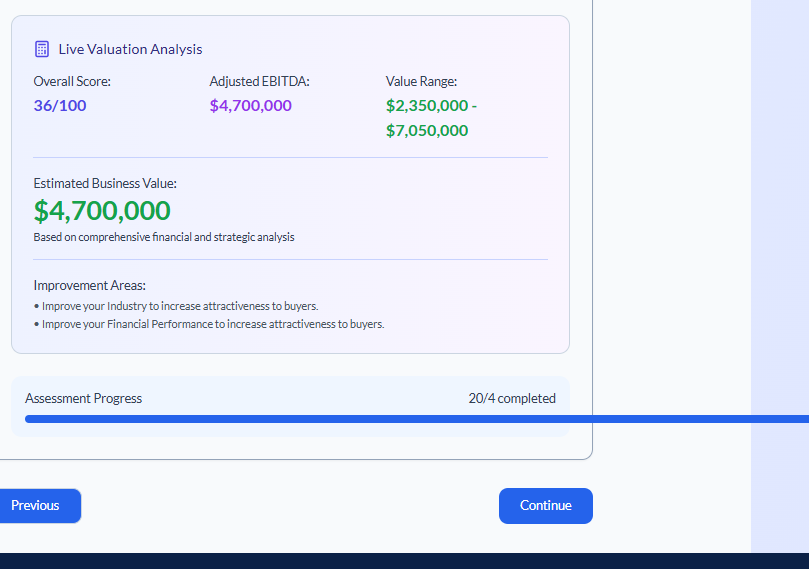 Live Valuation Analysis
Overall Score:
Adjusted EBITDA:
Value Range:
36/100
$4,700,000
$2,350,000 -
$7,050,000
Estimated Business Value:
$4,700,000
Based on comprehensive financial and strategic analysis
Improvement Areas:
• Improve your Industry to increase attractiveness to buyers.
• Improve your Financial Performance to increase attractiveness to buyers.
Assessment Progress
20/4 completed
Previous
Continue